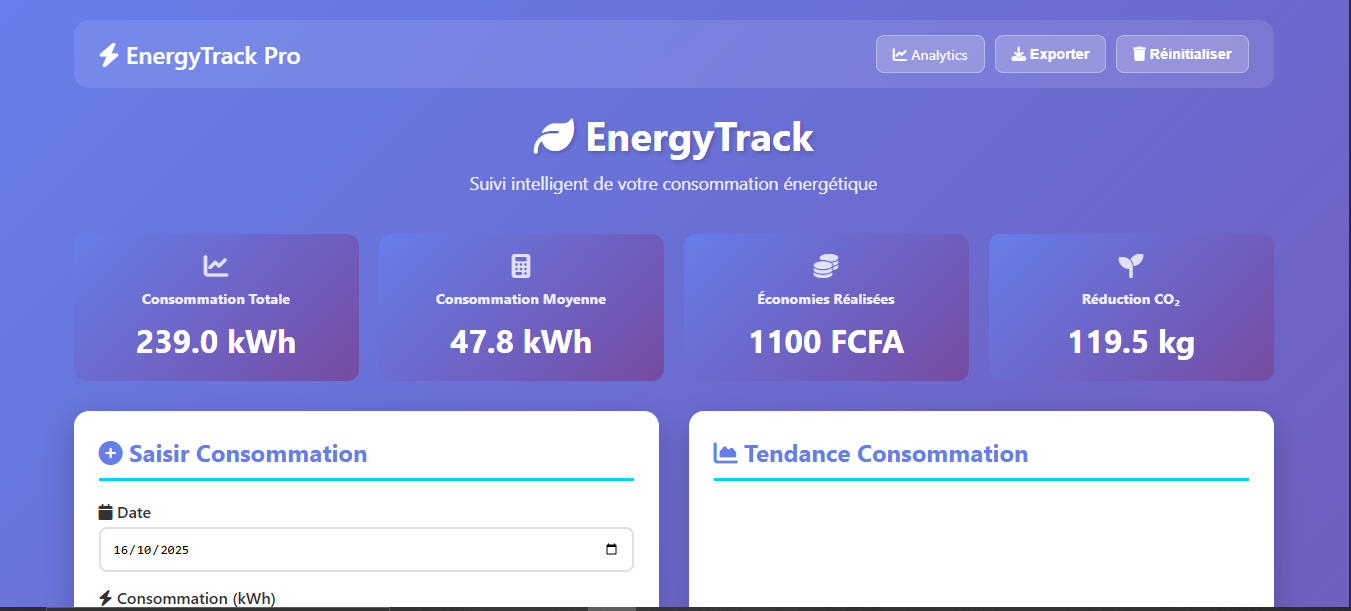 EnergyTrack Pro
Analytics
Exporter
Réinitialiser
EnergyTrack
Suivi intelligent de votre consommation énergétique
Consommation Totale
239.0 kWh
Consommation Moyenne
47.8 kWh
Économies Réalisées
1100 FCFA
Réduction CO₂
119.5 kg
Saisir Consommation
Date
16/10/2025
Consommation (kWh)
Tendance Consommation